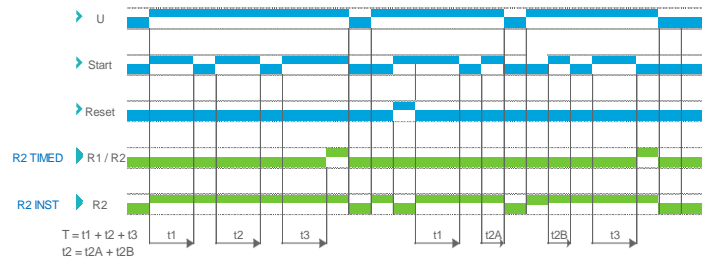 U
Start
Reset
R2 TIMED R1 / R2
R2 INST R2
T = t1 + t2 + t3 t1 t2 t3 t1 t2A t2B t3
t2 = t2A + t2B